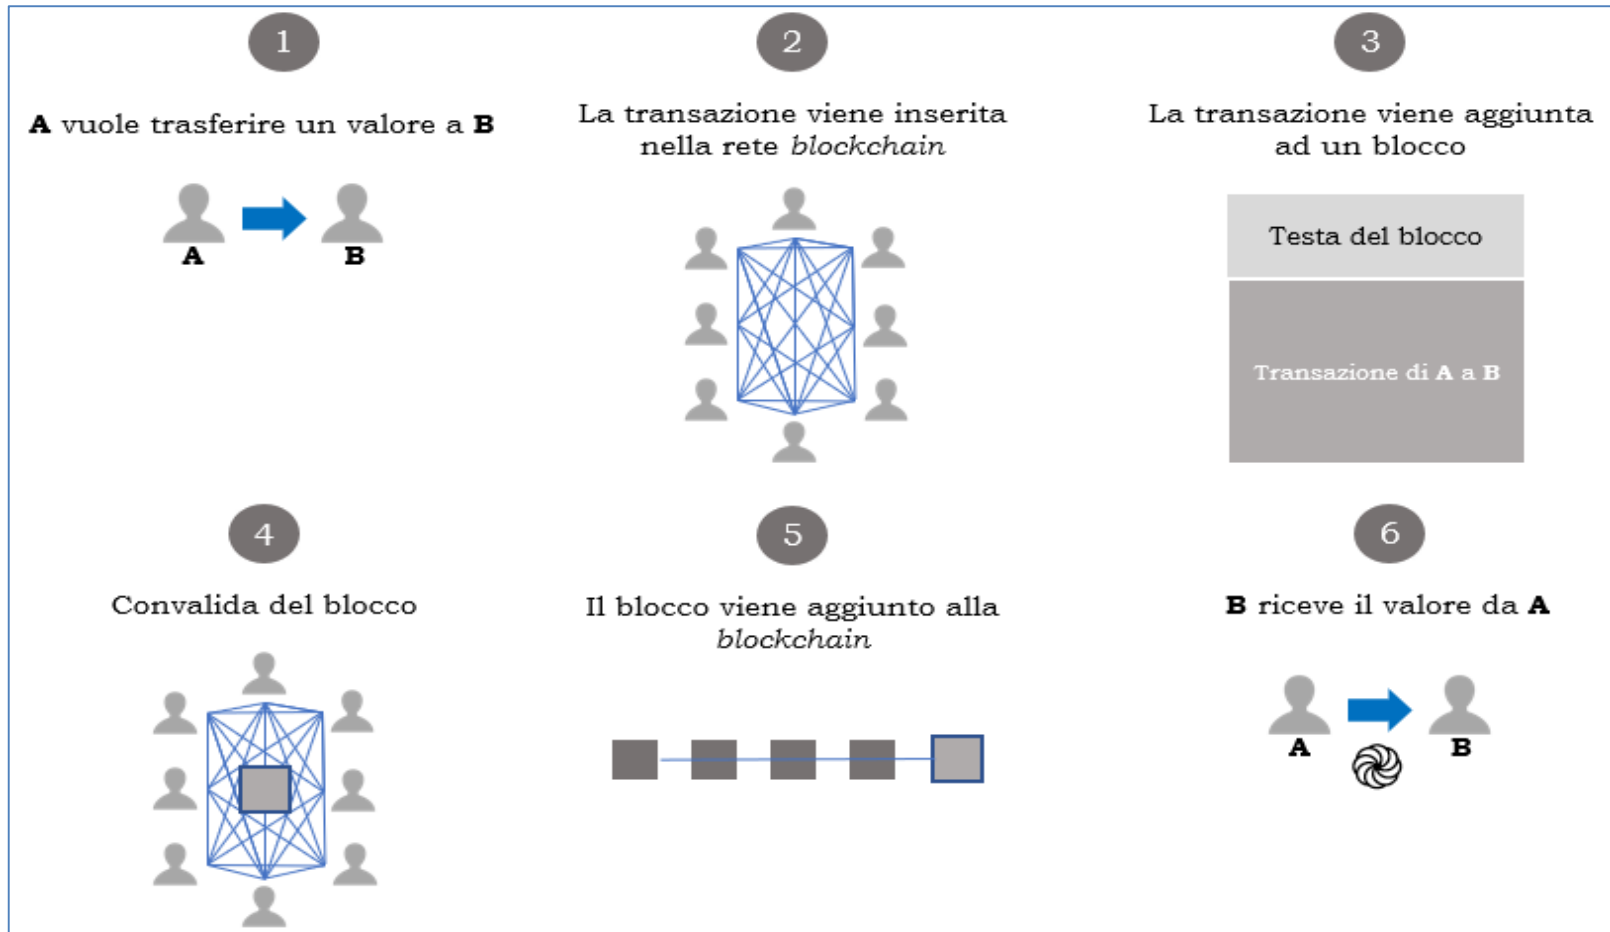 1
A vuole trasferire un valore a B
A
B
2
La transazione viene inserita
nella rete blockchain
3
La transazione viene aggiunta
ad un blocco
Testa del blocco
Transazione di A a B
4
Convalida del blocco
5
Il blocco viene aggiunto alla
blockchain
6
B riceve il valore da A
A
B